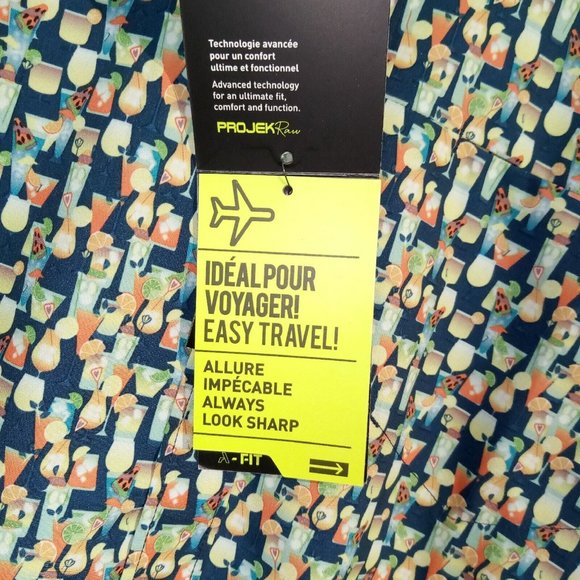 Technologie avancée
pour un confort
ultime et fonctionnel
Advanced technology
for an ultimate fit,
comfort and function.
PROJEK Raw
IDÉAL POUR
VOYAGER!
EASY TRAVEL!
ALLURE
IMPÉCABLE
ALWAYS
LOOK SHARP
A-FIT